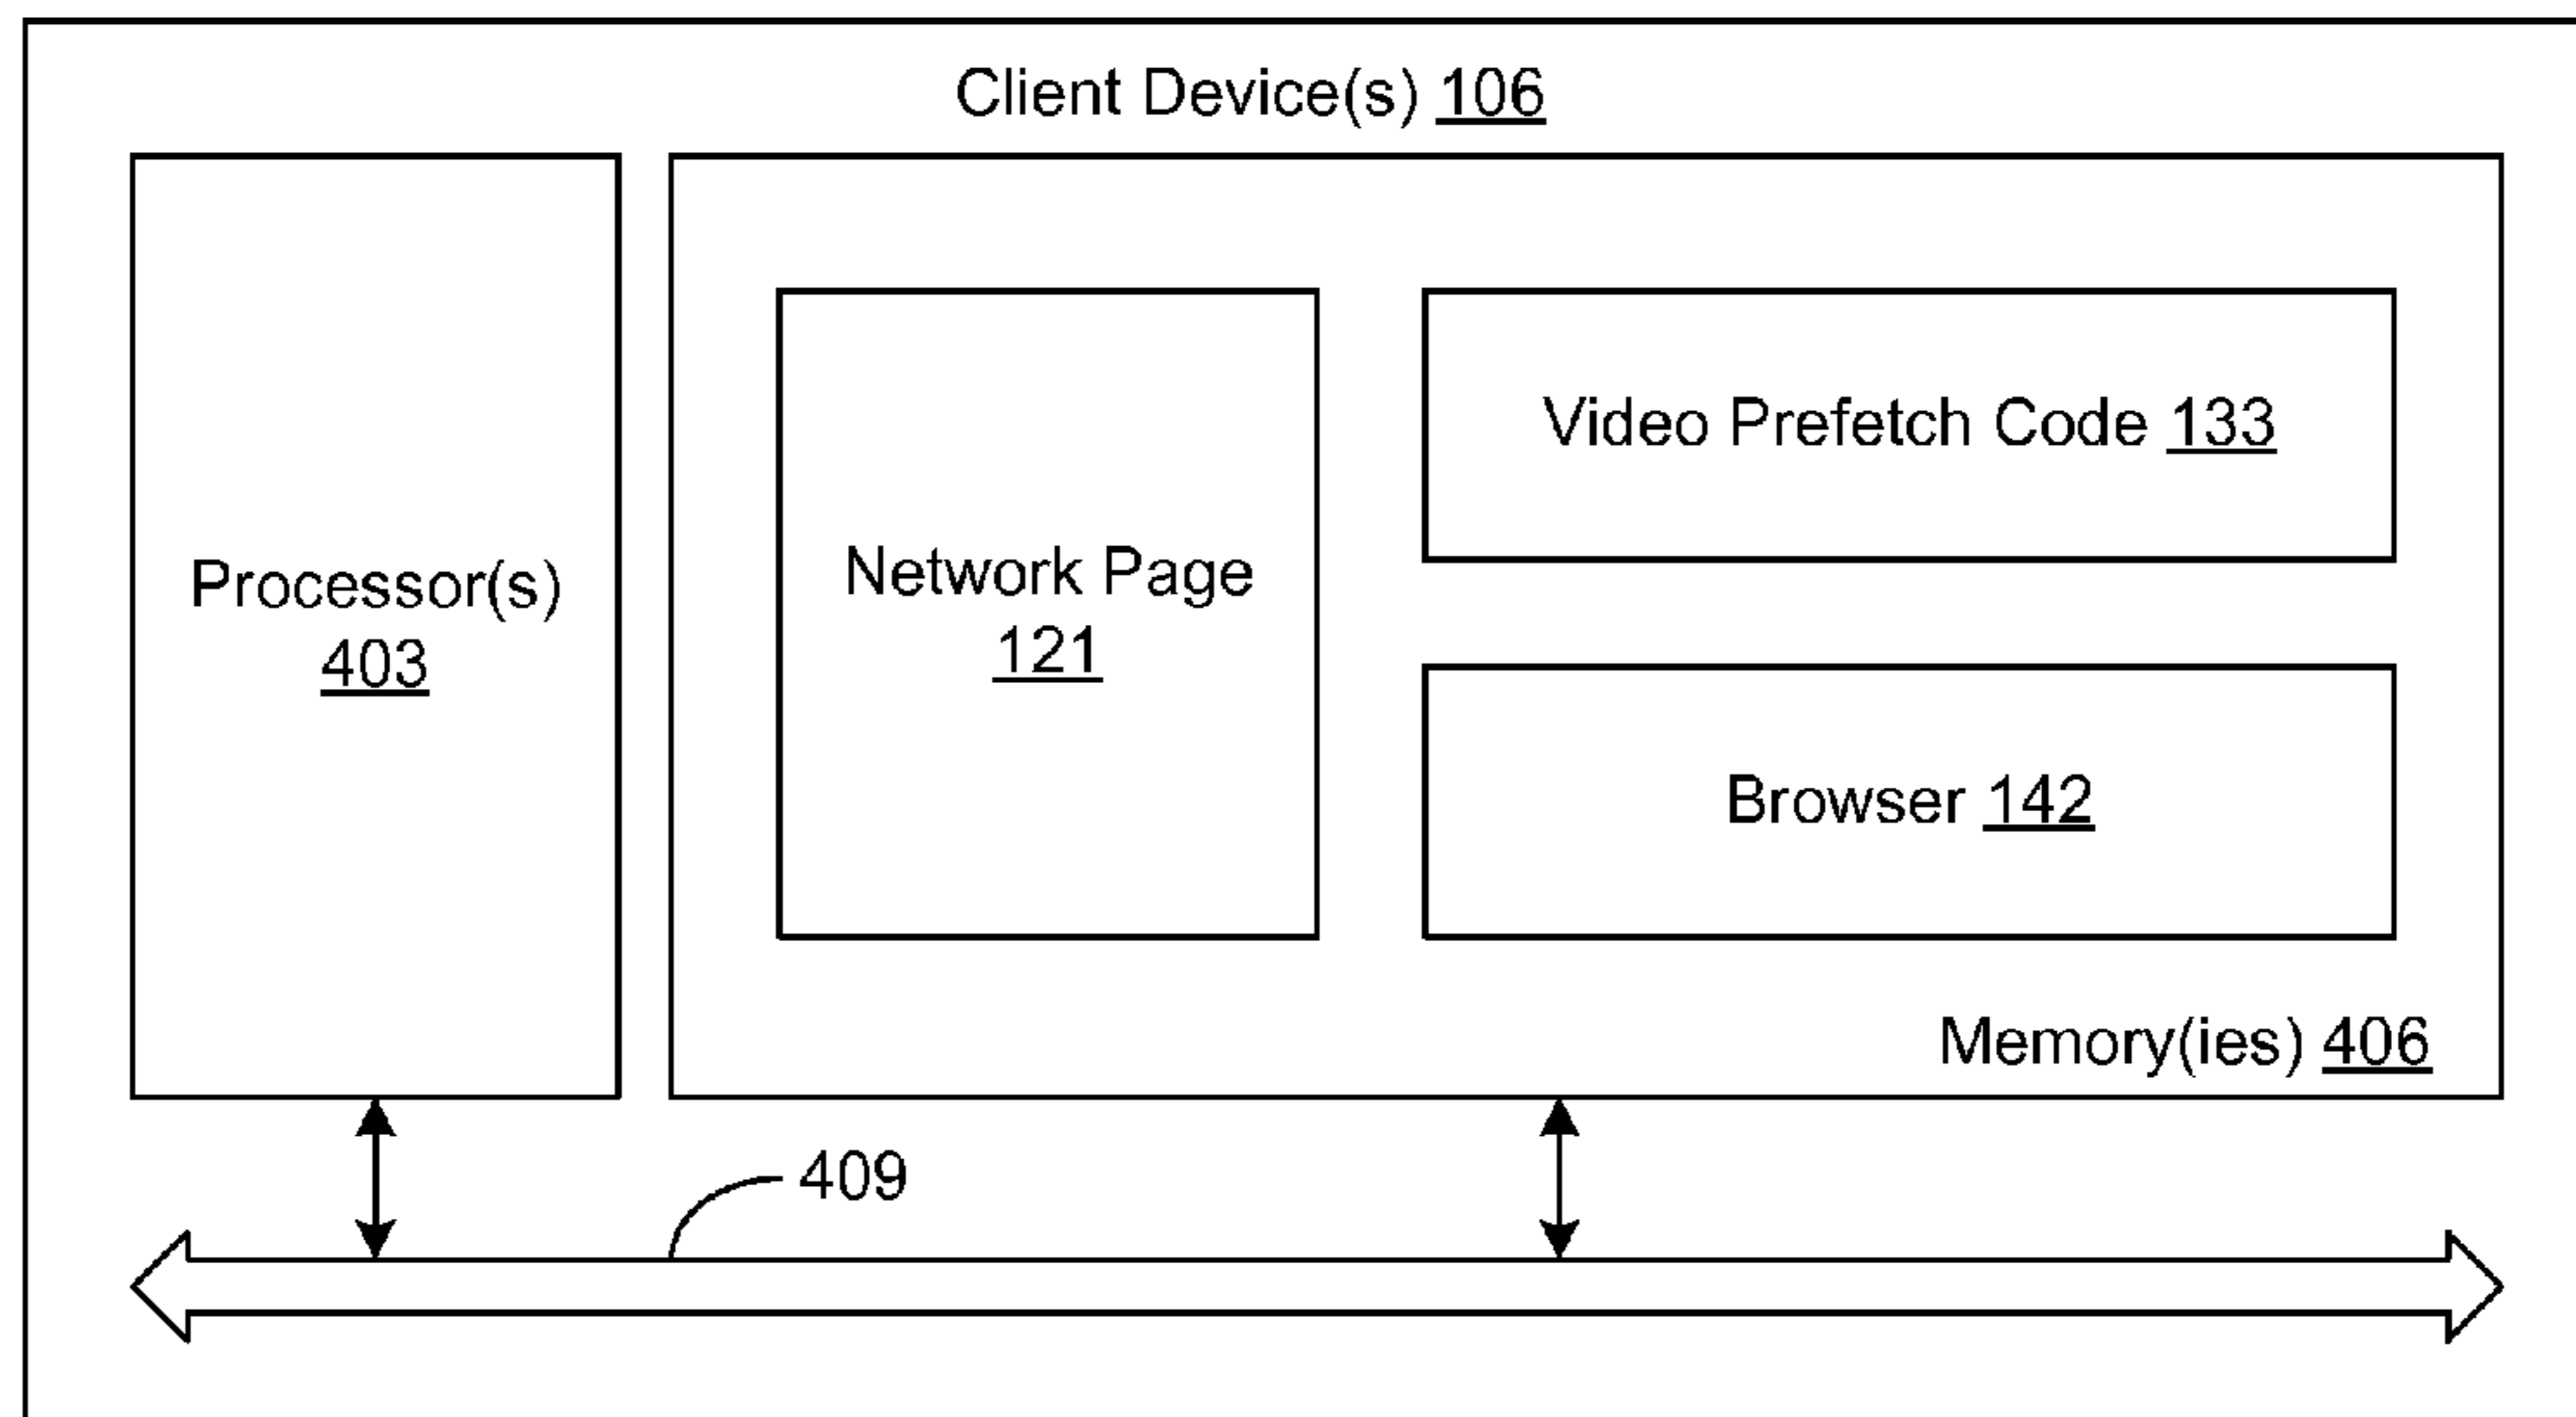 Client Device(s) 106
Processor(s)
403
Network Page
121
Video Prefetch Code 133
Browser 142
Memory(ies) 406
409